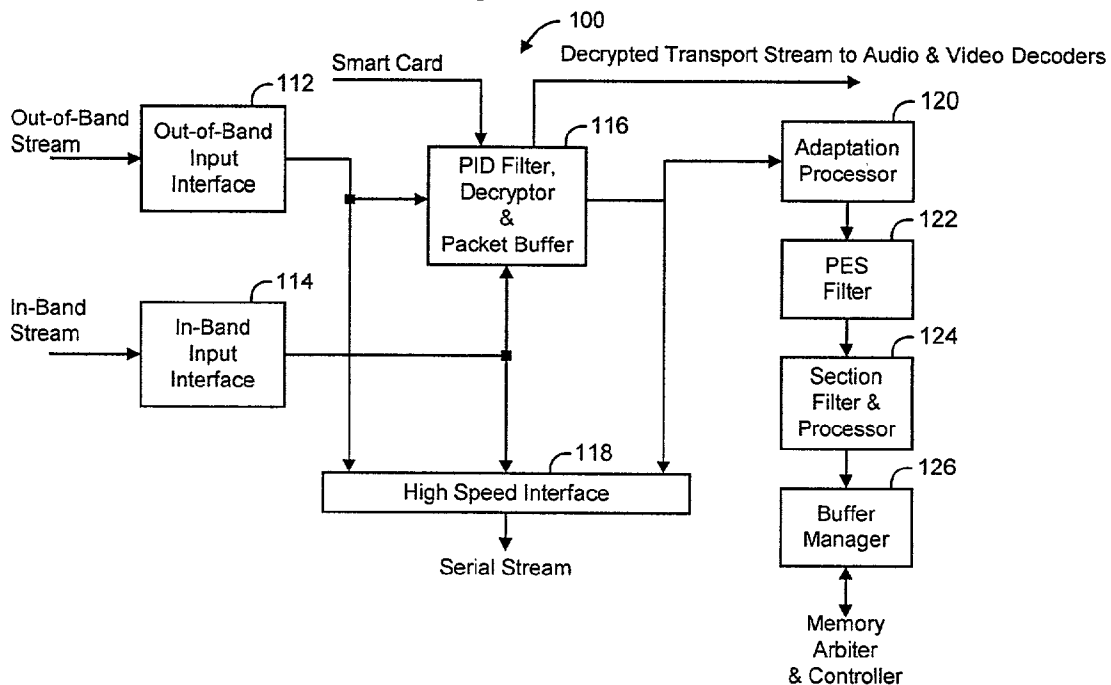 100
Decrypted Transport Stream to Audio & Video Decoders
Smart Card
112
Out-of-Band
Stream
Out-of-Band
Input
Interface
116
PID Filter,
Decryptor
&
Packet Buffer
120
Adaptation
Processor
122
PES
Filter
114
In-Band
Stream
In-Band
Input
Interface
124
Section
Filter &
Processor
118
High Speed Interface
Serial Stream
126
Buffer
Manager
Memory
Arbiter
& Controller